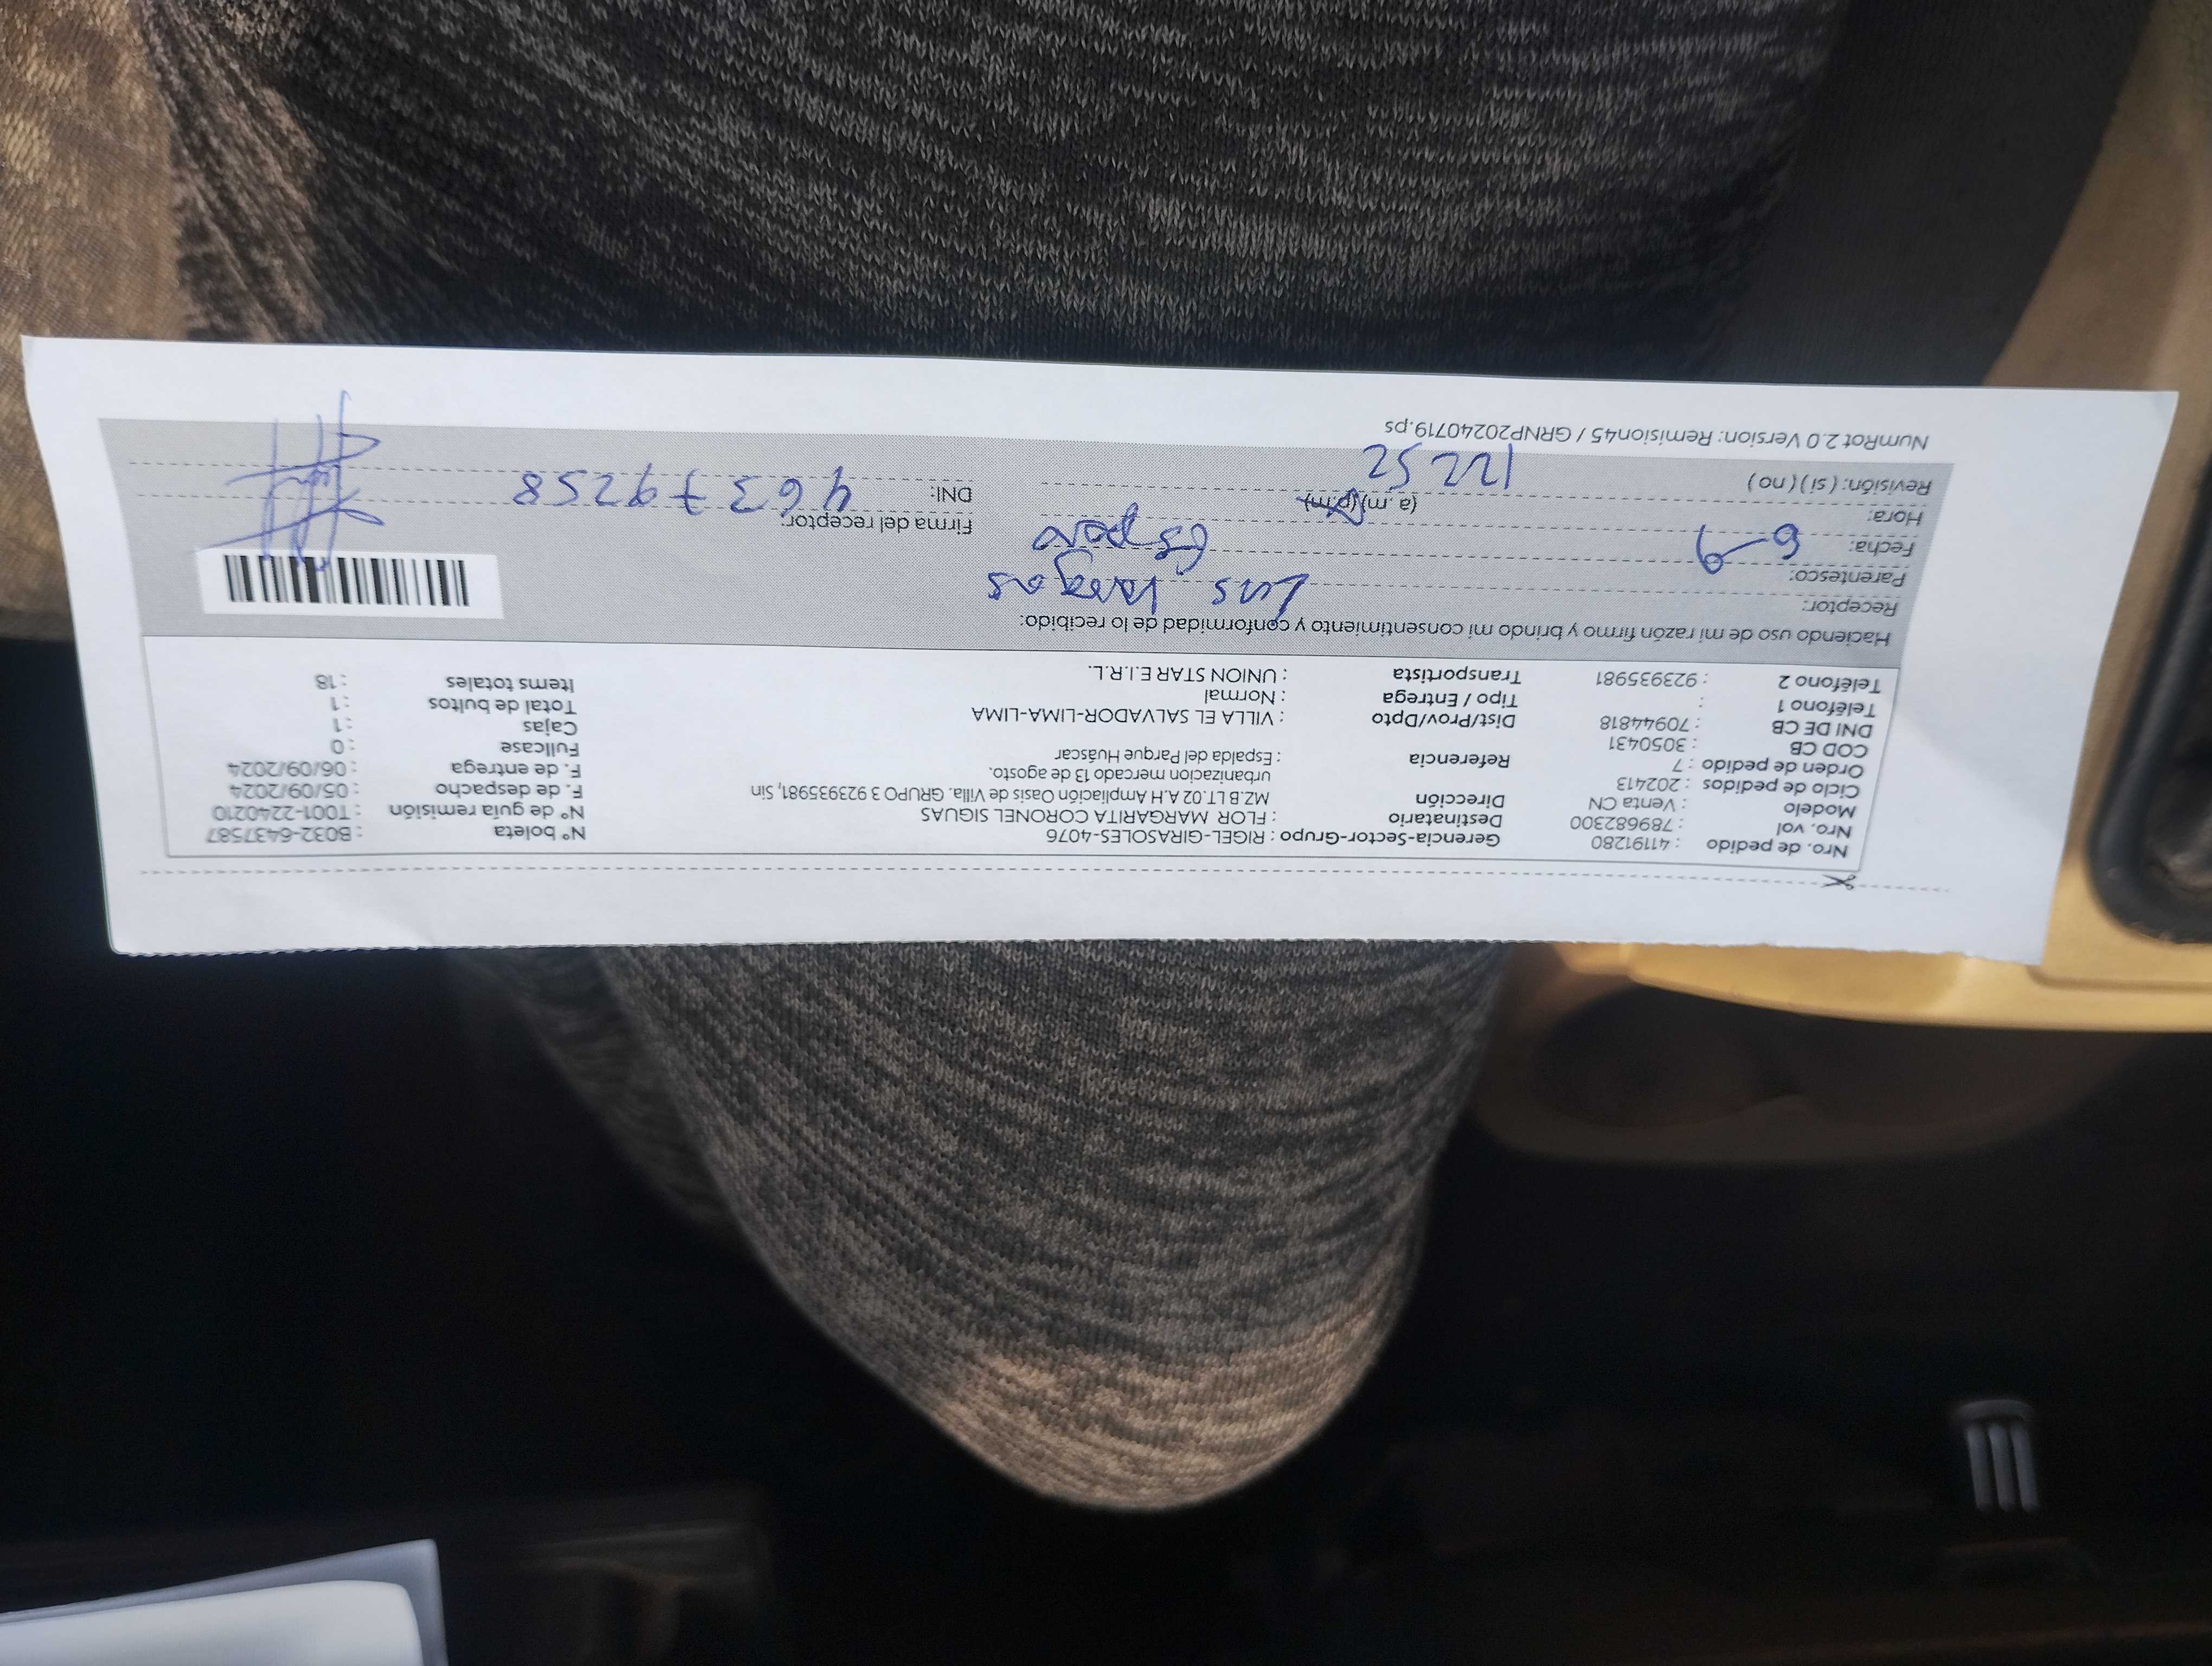 Nro. de pedido : 41191280 Gerencia-Sector-Grupo : RIGEL-GIRASOLES-4076 N° boleta : B032-6437587
Nro. vol : 789682300 Destinatario : FLOR MARGARITA CORONEL SIGUAS N° de guía remisión : T001-2240210
Modelo : Venta CN Dirección MZ.B LT.02 A.H Ampliación Oasis de Villa. GRUPO 3 923935981, Sin F. de despacho : 05/09/2024
Ciclo de pedidos : 202413 urbanizacion mercado 13 de agosto. F. de entrega : 06/09/2024
Orden de pedido : 7 Referencia : Espalda del Parque Huáscar Fullcase : 0
COD CB : 3050431 Cajas : 1
DNI DE CB : 70944818 Dist/Prov/Dpto : VILLA EL SALVADOR-LIMA-LIMA Total de bultos : 1
Teléfono 1 : Tipo / Entrega : Normal Items totales : 18
Teléfono 2 : 923935981 Transportista : UNION STAR E.I.R.L.
Haciendo uso de mi razón firmo y brindo mi consentimiento y conformidad de lo recibido:
Receptor: Luis Vargas
Parentesco: Esposo
Fecha: 6-9 Firma del receptor:
Hora: 12 52 (a.m)(p.m) DNI: 46379258
Revisión: ( si ) ( no )
NumRot 2.0 Version: Remision45 / GRNP20240719.ps